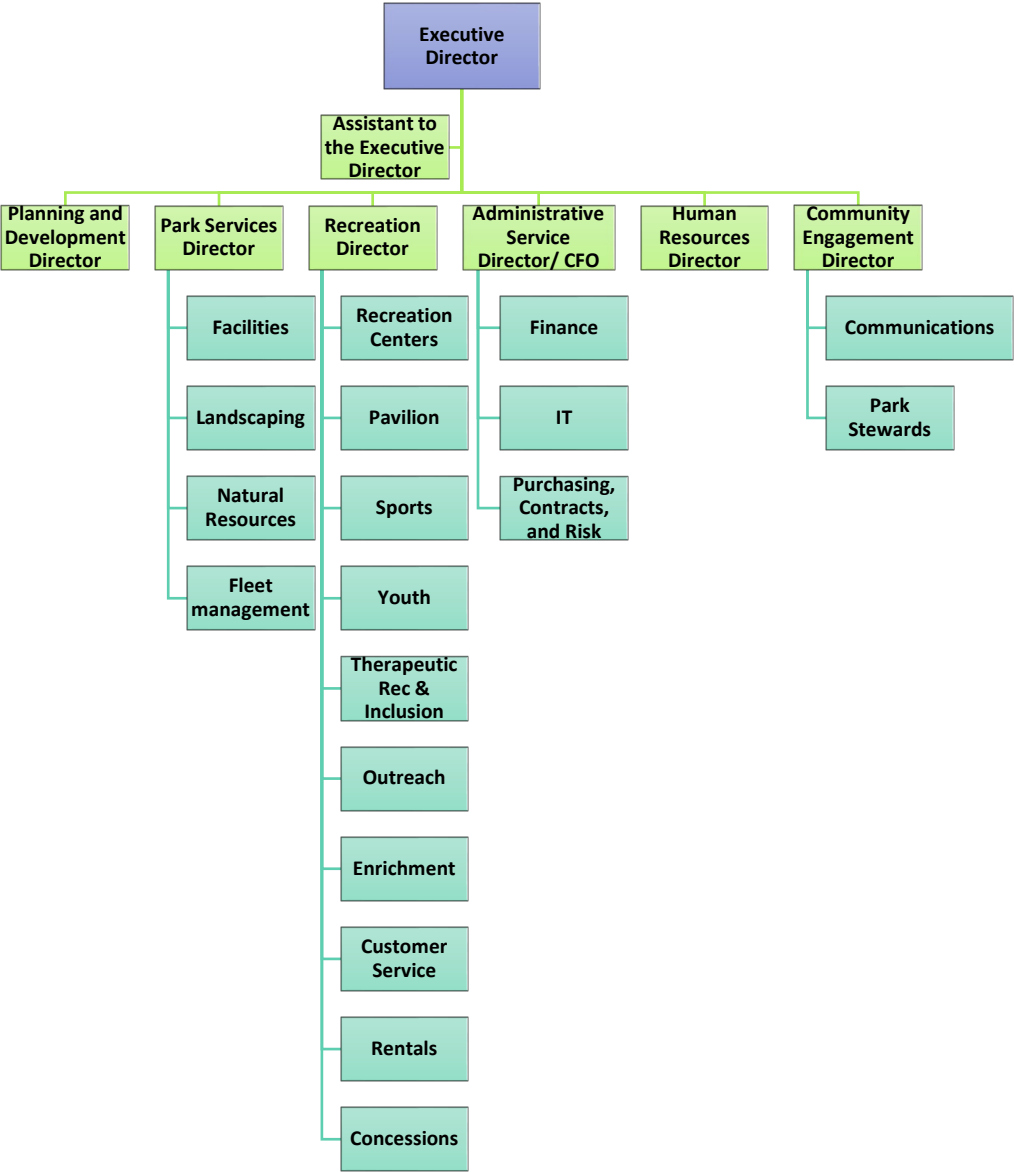 Executive
Director
Assistant to
the Executive
Director
Planning and
Development
Director
Park Services
Director
Recreation
Director
Administrative
Service
Director/ CFO
Human
Resources
Director
Community
Engagement
Director
Facilities
Landscaping
Natural
Resources
Fleet
management
Recreation
Centers
Pavilion
Sports
Youth
Therapeutic
Rec &
Inclusion
Outreach
Enrichment
Customer
Service
Rentals
Concessions
Finance
IT
Purchasing,
Contracts,
and Risk
Communications
Park
Stewards